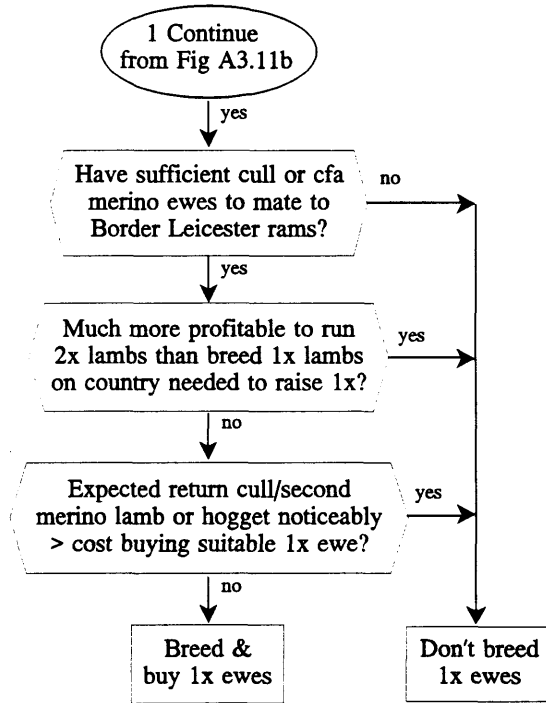 1 Continue
from Fig A3.11b
yes
Have sufficient cull or cfa
merino ewes to mate to
Border Leicester rams?
no
yes
Much more profitable to run
2x lambs than breed 1x lambs
on country needed to raise 1x?
yes
no
Expected return cull/second
merino lamb or hogget noticeably
> cost buying suitable 1x ewe?
yes
no
Breed &
buy 1x ewes
Don't breed
1x ewes